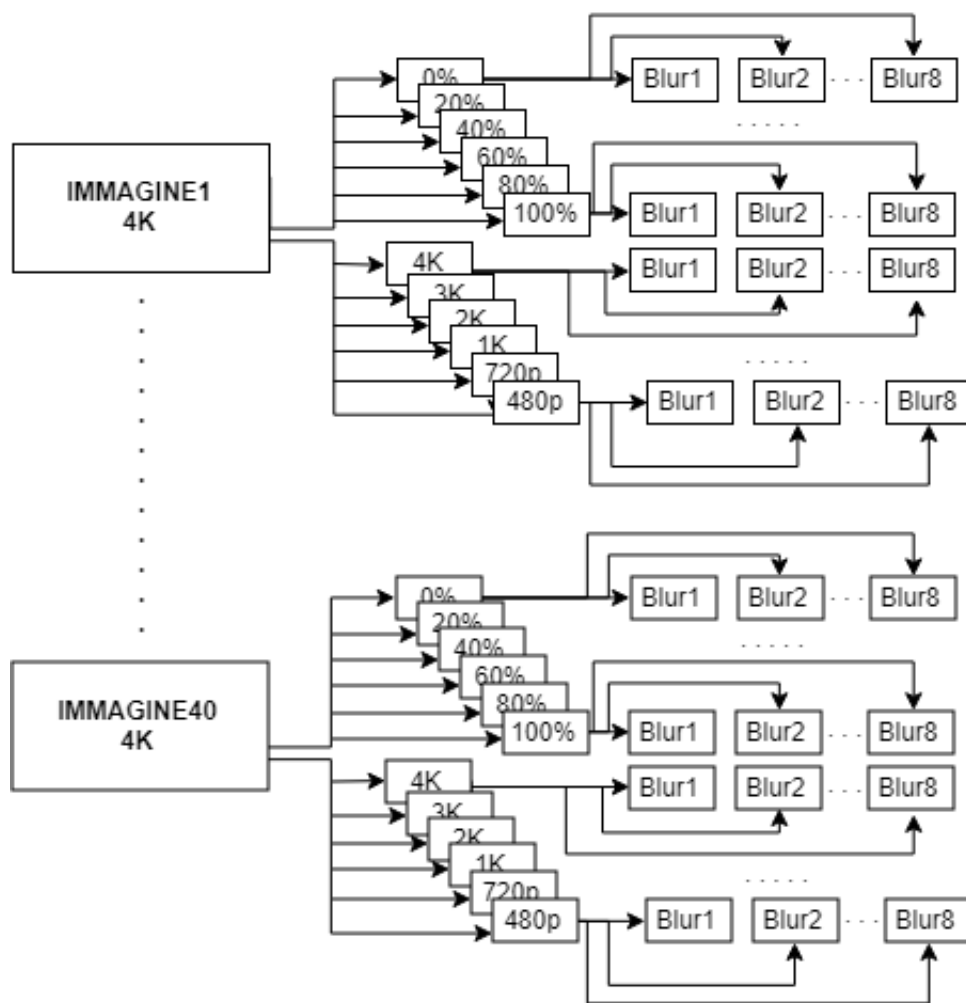 0%
Blur1
Blur2
Blur8
20%
40%
60%
80%
100%
Blur1
Blur2
Blur8
IMMAGINE1
4K
4K
Blur1
Blur2
Blur8
3K
2K
1K
720p
480p
Blur1
Blur2
Blur8
0%
Blur1
Blur2
Blur8
20%
40%
60%
80%
100%
Blur1
Blur2
Blur8
IMMAGINE40
4K
4K
Blur1
Blur2
Blur8
3K
2K
1K
720p
480p
Blur1
Blur2
Blur8